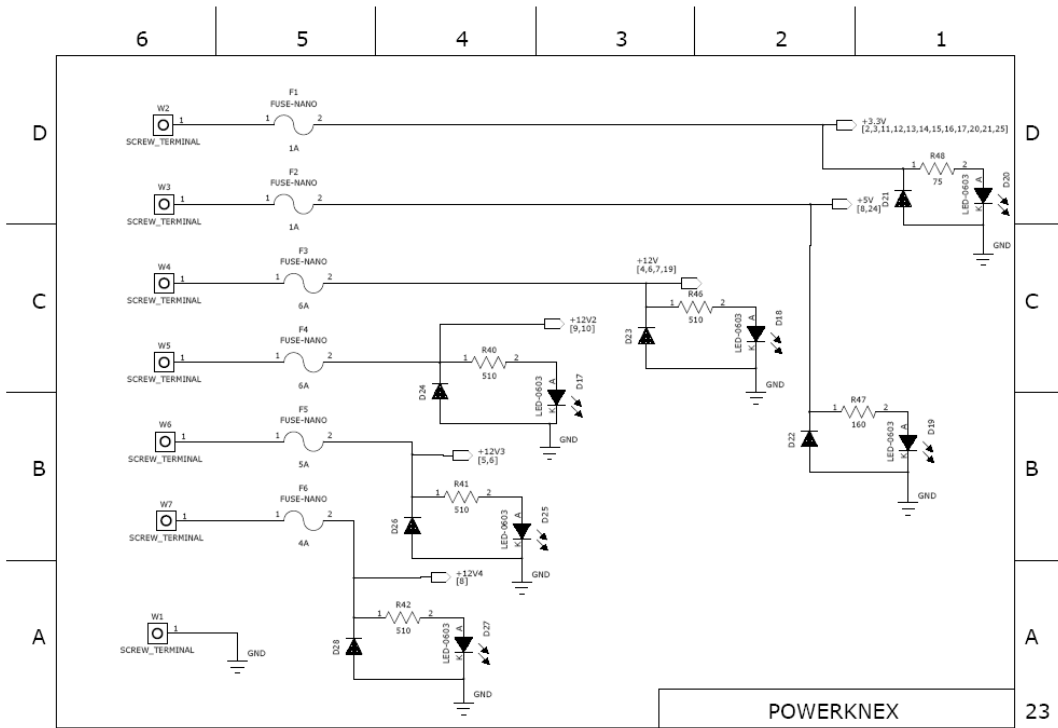 6 5 4 3 2 1
D
W2
1
SCREW_TERMINAL
F1
FUSE-NANO
1 2
1A
+3.3V
[2,3,11,12,13,14,15,16,17,20,21,25]
D
R48
1 2
75
D21
LED-0603
A
K
D20
GND
W3
1
SCREW_TERMINAL
F2
FUSE-NANO
1 2
1A
+5V
[8,24]
C
W4
1
SCREW_TERMINAL
F3
FUSE-NANO
1 2
6A
+12V
[4,6,7,19]
C
R46
1 2
510
D23
LED-0603
A
K
D18
GND
W5
1
SCREW_TERMINAL
F4
FUSE-NANO
1 2
6A
+12V2
[9,10]
R40
1 2
510
D24
LED-0603
A
K
D17
GND
R47
1 2
160
D22
LED-0603
A
K
D19
GND
B
W6
1
SCREW_TERMINAL
F5
FUSE-NANO
1 2
5A
+12V3
[5,6]
B
R41
1 2
510
D26
LED-0603
A
K
D25
GND
W7
1
SCREW_TERMINAL
F6
FUSE-NANO
1 2
4A
+12V4
[8]
R42
1 2
510
D28
LED-0603
A
K
D27
GND
A
W1
1
SCREW_TERMINAL
GND
A
POWERKNEX 23